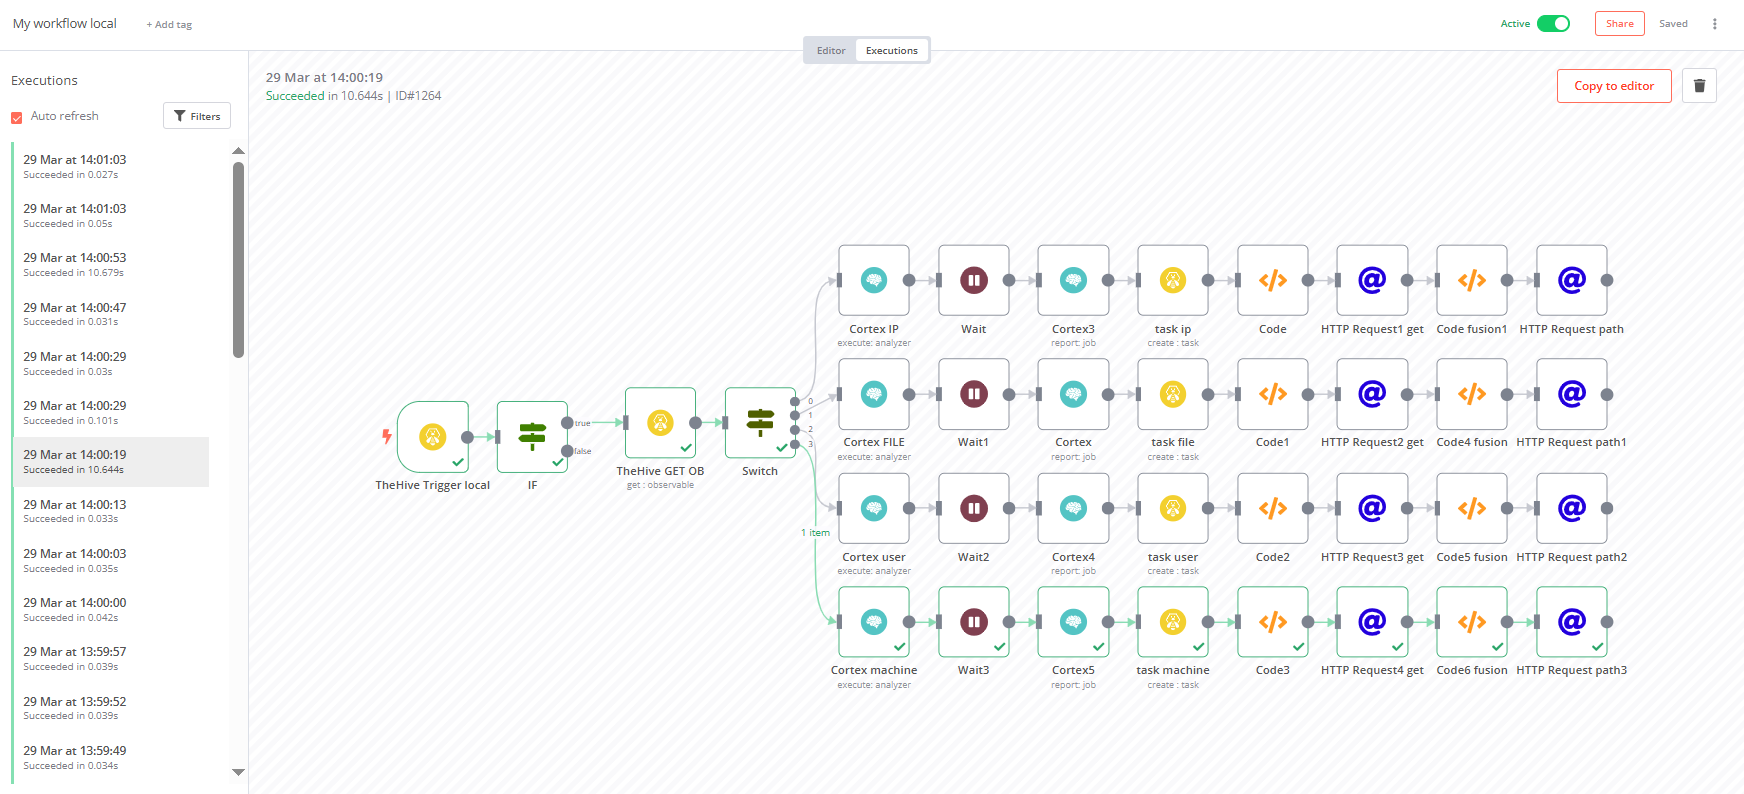 My workflow local
+ Add tag
Active
Share
Saved
Editor
Executions
Executions
Auto refresh
Filters
29 Mar at 14:01:03
Succeeded in 0.027s
29 Mar at 14:01:03
Succeeded in 0.05s
29 Mar at 14:00:53
Succeeded in 10.679s
29 Mar at 14:00:47
Succeeded in 0.031s
29 Mar at 14:00:29
Succeeded in 0.03s
29 Mar at 14:00:29
Succeeded in 0.101s
29 Mar at 14:00:19
Succeeded in 10.644s
29 Mar at 14:00:13
Succeeded in 0.033s
29 Mar at 14:00:03
Succeeded in 0.035s
29 Mar at 14:00:00
Succeeded in 0.042s
29 Mar at 13:59:57
Succeeded in 0.039s
29 Mar at 13:59:52
Succeeded in 0.039s
29 Mar at 13:59:49
Succeeded in 0.034s
29 Mar at 14:00:19
Succeeded in 10.644s | ID#1264
Copy to editor
TheHive Trigger local
true
false
IF
TheHive GET OB
get : observable
Switch
0
1
2
3
1 item
Cortex IP
execute: analyzer
Wait
Cortex3
report: job
task ip
create : task
Code
HTTP Request1 get
Code fusion1
HTTP Request path
Cortex FILE
execute: analyzer
Wait1
Cortex
report: job
task file
create : task
Code1
HTTP Request2 get
Code4 fusion
HTTP Request path1
Cortex user
execute: analyzer
Wait2
Cortex4
report: job
task user
create : task
Code2
HTTP Request3 get
Code5 fusion
HTTP Request path2
Cortex machine
execute: analyzer
Wait3
Cortex5
report: job
task machine
create : task
Code3
HTTP Request4 get
Code6 fusion
HTTP Request path3